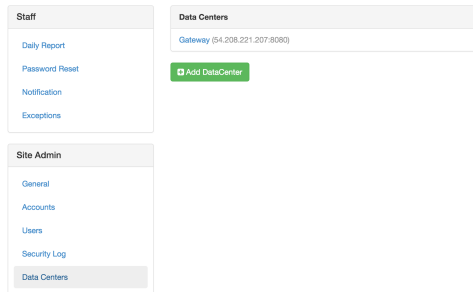 Staff
Daily Report
Password Reset
Notification
Exceptions
Site Admin
General
Accounts
Users
Security Log
Data Centers
Data Centers
Gateway (54.208.221.207:8080)
Add DataCenter